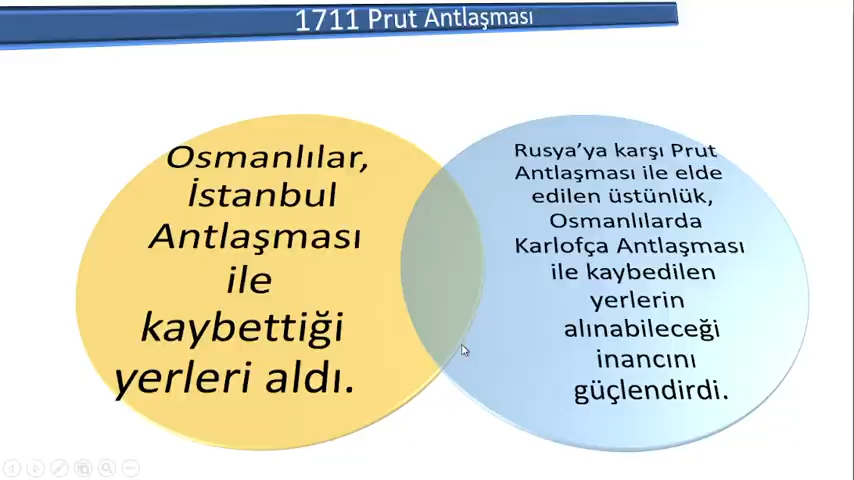 1711 Prut Antlaşması
Osmanlılar,
İstanbul
Antlaşması
ile
kaybettiği
yerleri aldı.
Rusya’ya karşı Prut
Antlaşması ile elde
edilen üstünlük,
Osmanlılarda
Karlofça Antlaşması
ile kaybedilen
yerlerin
alınabileceği
inancını
güçlendirdi.